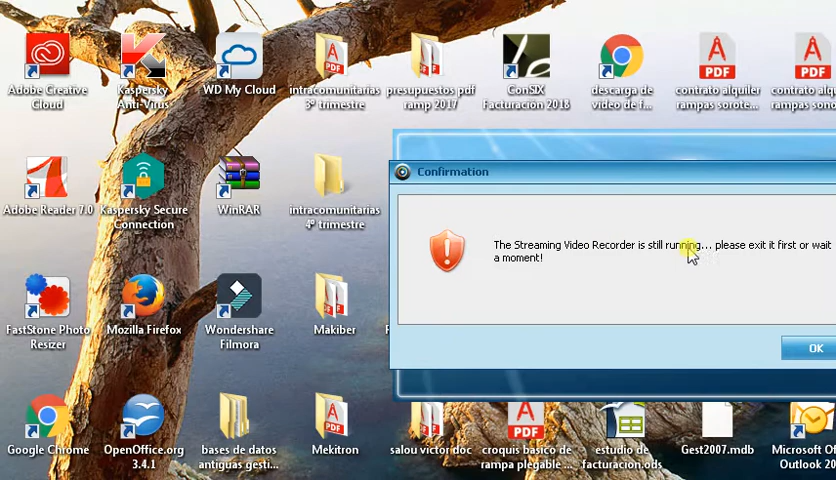 Adobe Creative
Cloud
Kaspersky
Anti-Virus
WD My Cloud
intracomunitarias
3º trimestre
presupuestos pdf
ramp 2017
ConSIX
Facturación 2018
descarga de
video de f...
PDF
contrato alquiler
rampas sorote...
PDF
contrato alqu
rampas soro
Confirmation
The Streaming Video Recorder is still running... please exit it first or wait
a moment!
OK
Adobe Reader 7.0
Kaspersky Secure
Connection
WinRAR
intracomunitarias
4º trimestre
FastStone Photo
Resizer
Mozilla Firefox
Wondershare
Filmora
Makiber
Google Chrome
OpenOffice.org
3.4.1
bases de datos
antiguas gesti...
Mekitron
salou victor doc
PDF
croquis basico de
rampa plegable ...
estudio de
facturacion.ods
Gest2007.mdb
Microsoft Of
Outlook 20